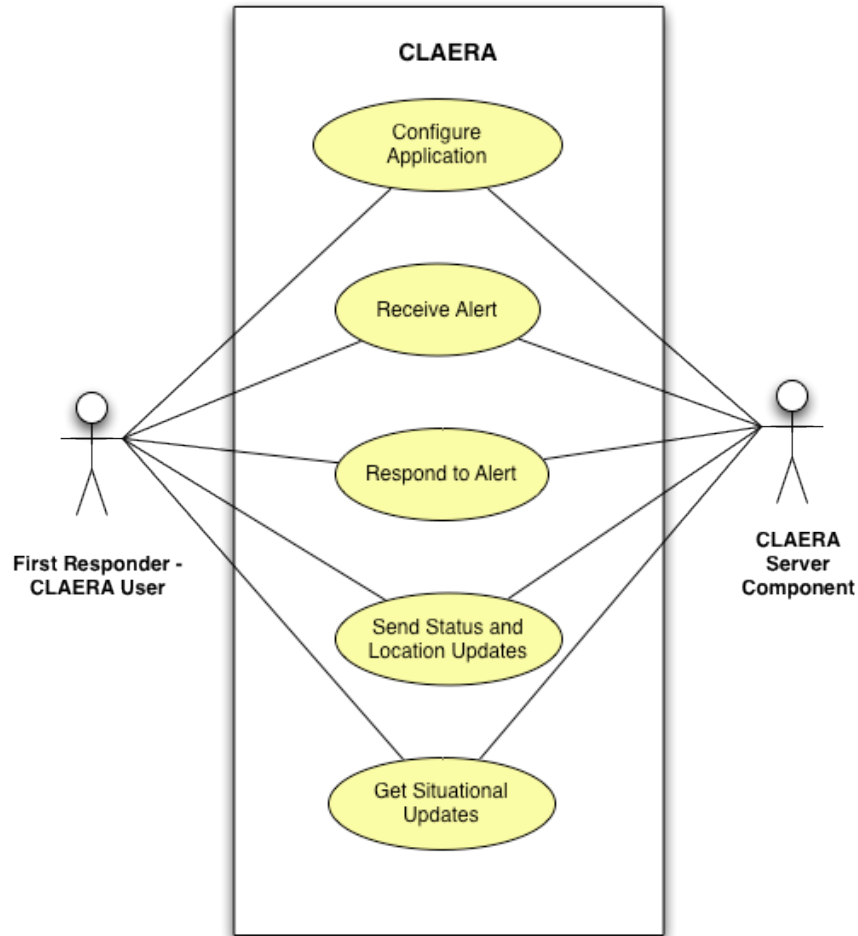 CLAERA
Configure
Application
Receive Alert
Respond to Alert
First Responder -
CLAERA User
CLAERA
Server
Component
Send Status and
Location Updates
Get Situational
Updates